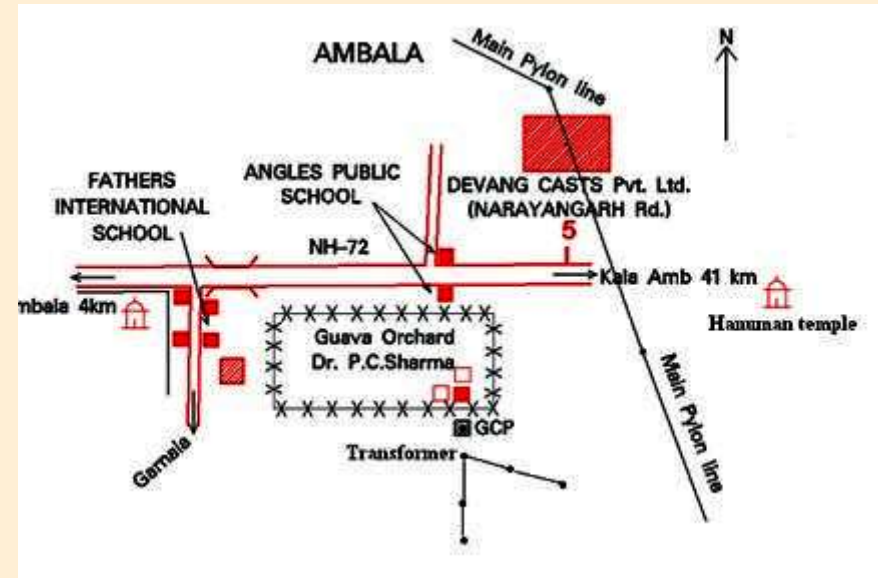 AMBALA
N
Main Pylon line
FATHERS
INTERNATIONAL
SCHOOL
ANGLES PUBLIC
SCHOOL
DEVANG CASTS Pvt. Ltd.
(NARAYANGARH Rd.)
5
NH-72
mbala 4km
Kala Amb 41 km
Hanuman temple
Guava Orchard
Dr. P.C.Sharma
GCP
Transformer
Garnala
Main Pylon line